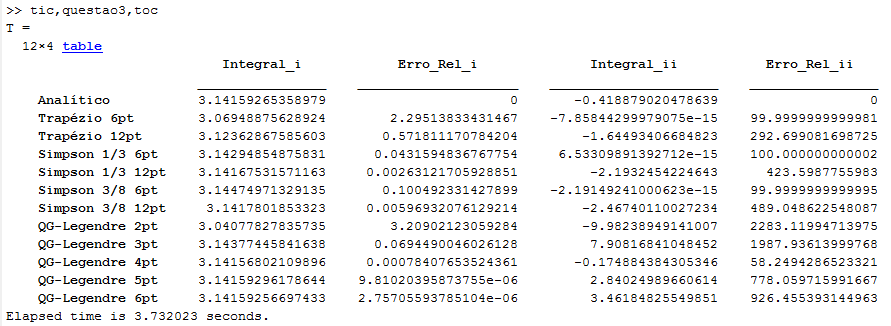 >> tic,questao3,toc
T =
12×4 table
Integral_i Erro_Rel_i Integral_ii Erro_Rel_ii
Analítico 3.14159265358979 0 -0.418879020478639 0
Trapézio 6pt 3.06948875628924 2.29513833431467 -7.85844299979075e-15 99.9999999999981
Trapézio 12pt 3.12362867585603 0.571811170784204 -1.64493406684823 292.699081698725
Simpson 1/3 6pt 3.14294854875831 0.0431594836767754 6.53309891392712e-15 100.000000000002
Simpson 1/3 12pt 3.14167531571163 0.00263121705928851 -2.1932454224643 423.5987755983
Simpson 3/8 6pt 3.14474971329135 0.100492331427899 -2.19149241000623e-15 99.9999999999995
Simpson 3/8 12pt 3.1417801853323 0.00596932076129214 -2.46740110027234 489.048622548087
QG-Legendre 2pt 3.04077827835735 3.20902123059284 -9.98238949141007 2283.11994713975
QG-Legendre 3pt 3.14377445841638 0.0694490046026128 7.90816841048452 1987.93613999768
QG-Legendre 4pt 3.14156802109896 0.00078407653524361 -0.174884384305346 58.2494286523321
QG-Legendre 5pt 3.14159296178644 9.81020395873755e-06 2.84024989660614 778.059715991667
QG-Legendre 6pt 3.14159256697433 2.75705593785104e-06 3.46184825549851 926.455393144963
Elapsed time is 3.732023 seconds.